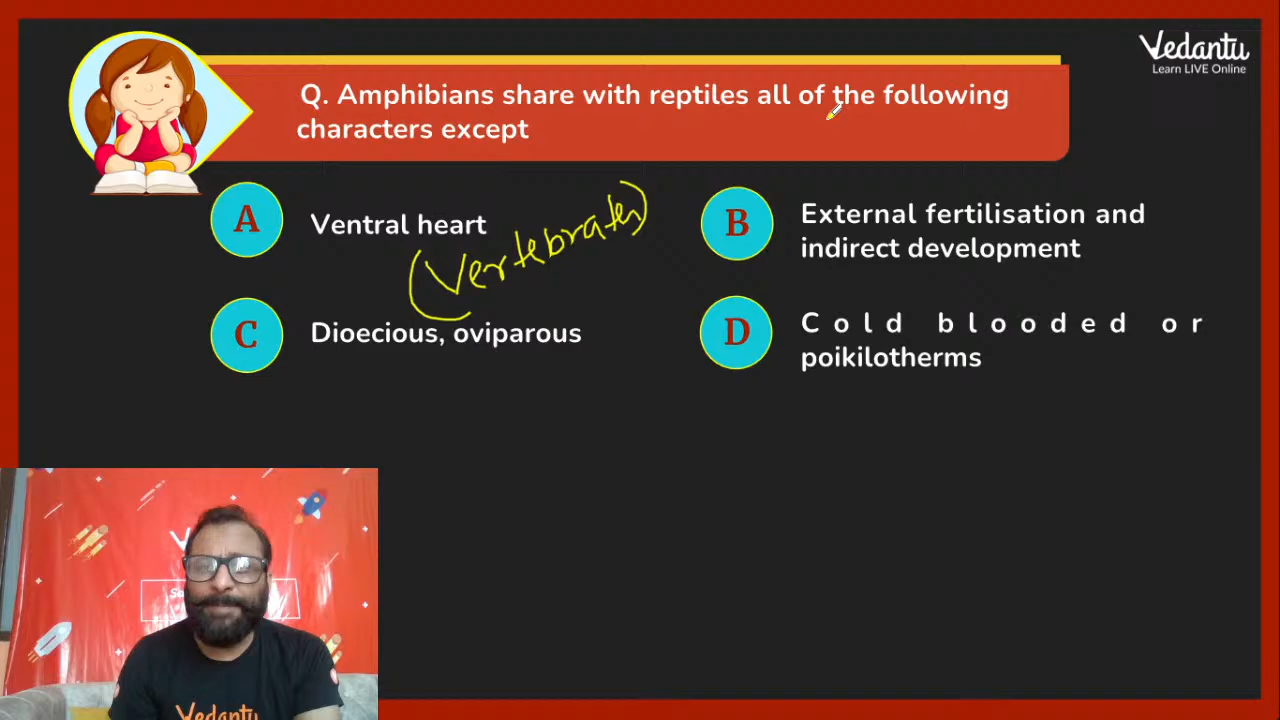 Vedantu
Learn LIVE Online
Q. Amphibians share with reptiles all of the following
characters except
A
Ventral heart
(Vertebrates)
B
External fertilisation and
indirect development
C
Dioecious, oviparous
D
Cold blooded or
poikilotherms
Vedantu